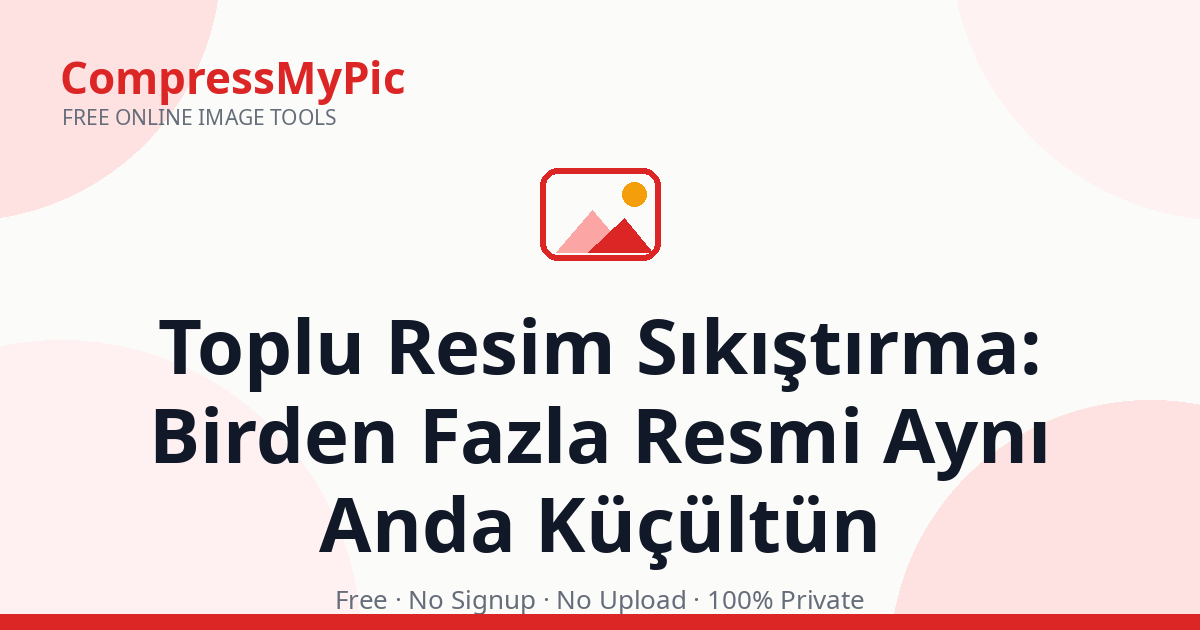 CompressMyPic
FREE ONLINE IMAGE TOOLS
Toplu Resim Sıkıştırma:
Birden Fazla Resmi Aynı
Anda Küçültün
Free · No Signup · No Upload · 100% Private